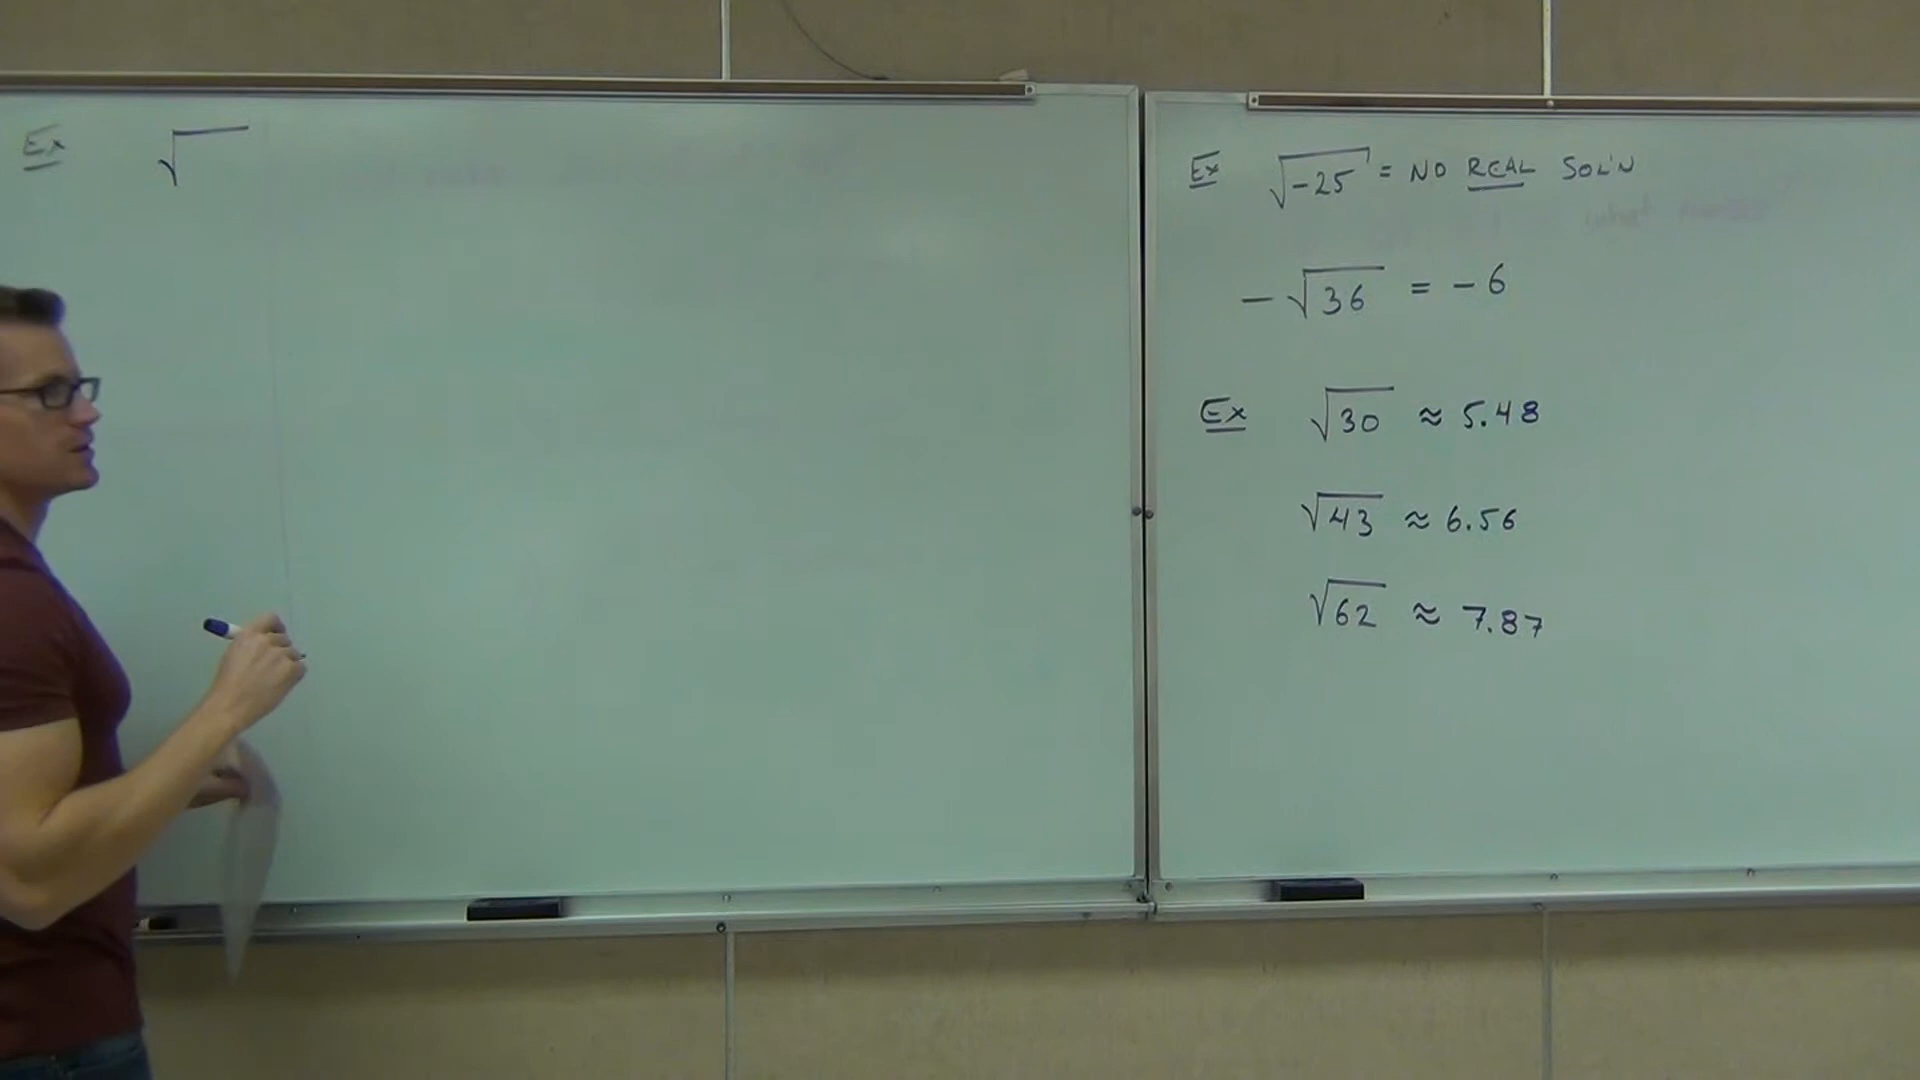 Ex √
Ex √-25 = NO REAL SOL'N
- √36 = - 6
Ex √30 ≈ 5.48
√43 ≈ 6.56
√62 ≈ 7.87